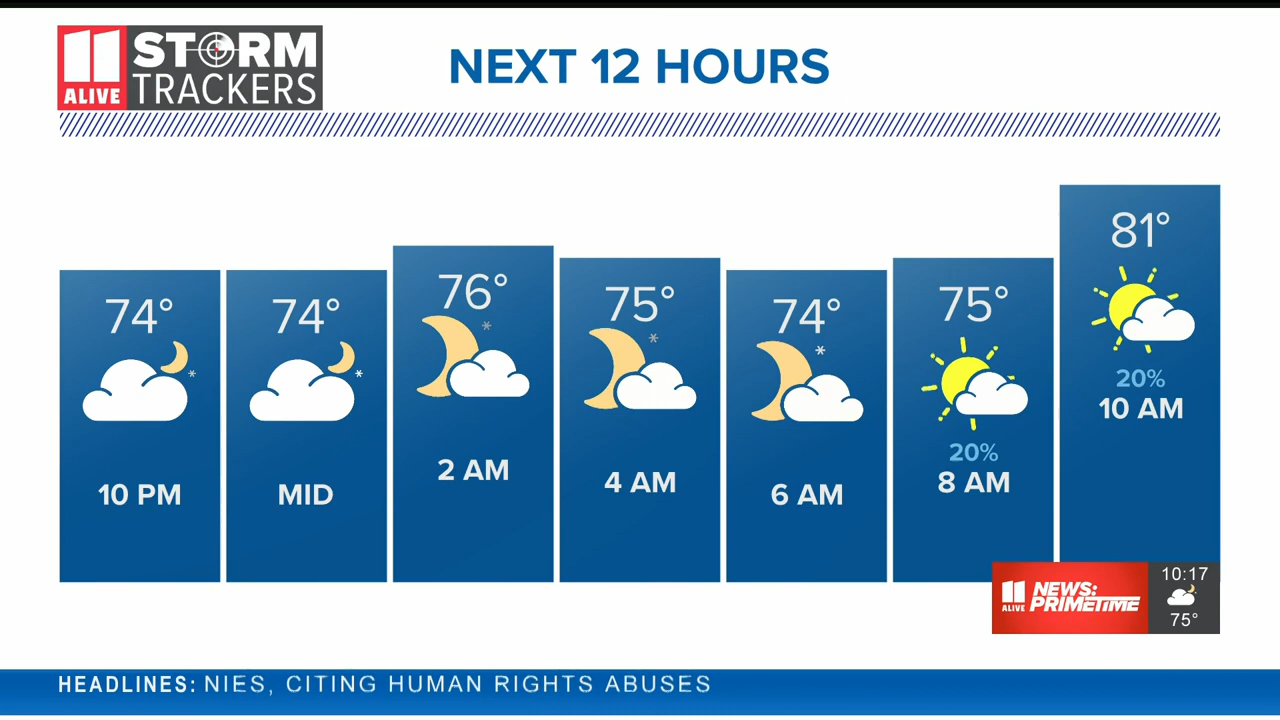 11 ALIVE
STORM
TRACKERS
NEXT 12 HOURS
74°
10 PM
74°
MID
76°
2 AM
75°
4 AM
74°
6 AM
75°
20%
8 AM
81°
20%
10 AM
11 ALIVE
NEWS:
PRIMETIME
10:17
75°
HEADLINES: NIES, CITING HUMAN RIGHTS ABUSES